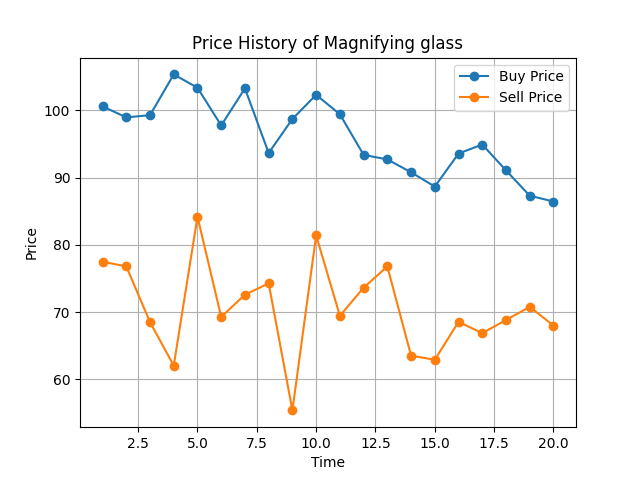 Price History of Magnifying glass
Buy Price
Sell Price
100
90
80
70
60
Price
2.5 5.0 7.5 10.0 12.5 15.0 17.5 20.0
Time